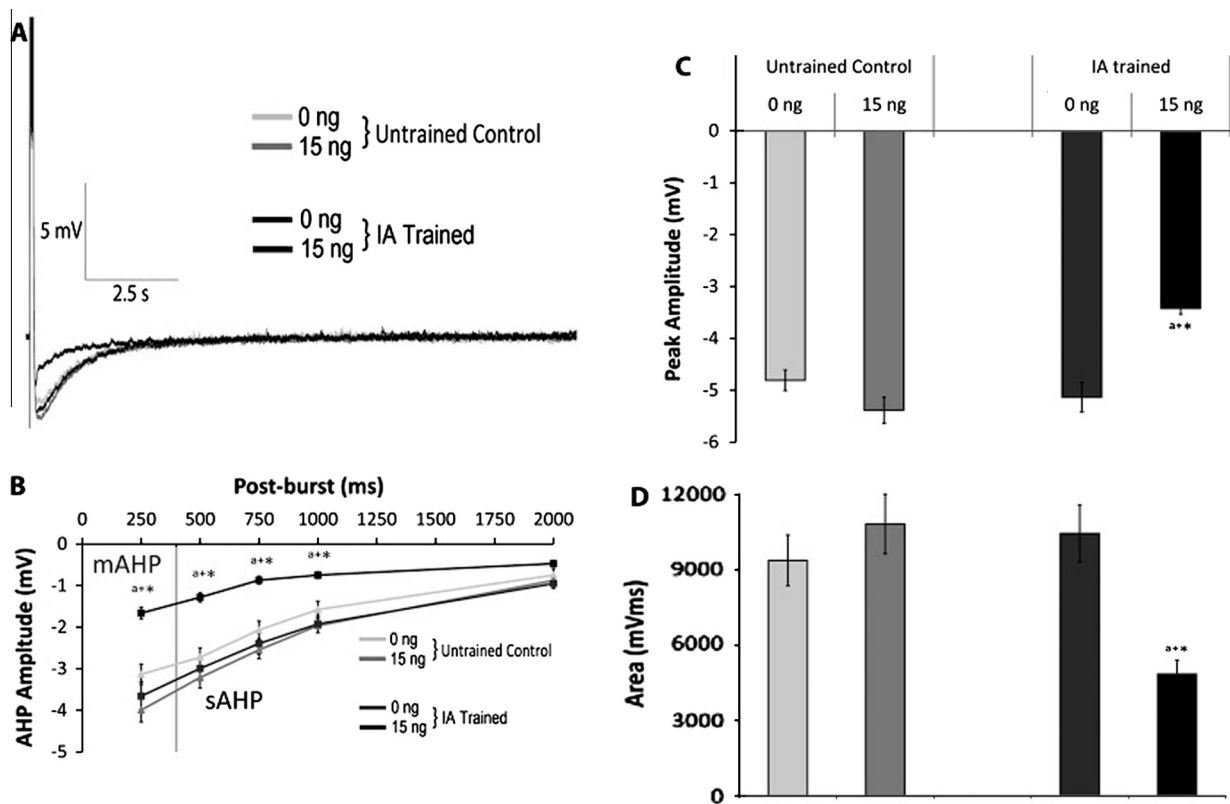 A
0 ng
15 ng
} Untrained Control
0 ng
15 ng
} IA Trained
5 mV
2.5 s
B
Post-burst (ms)
0 250 500 750 1000 1250 1500 1750 2000
AHP Ampltude (mV)
0
-1
-2
-3
-4
-5
mAHP
sAHP
a+*
a+*
a+*
a+*
0 ng
15 ng
} Untrained Control
0 ng
15 ng
} IA Trained
C
Untrained Control IA trained
0 ng 15 ng 0 ng 15 ng
Peak Amplitude (mV)
0
-1
-2
-3
-4
-5
-6
a+*
D
Area (mVms)
12000
9000
6000
3000
0
a+*